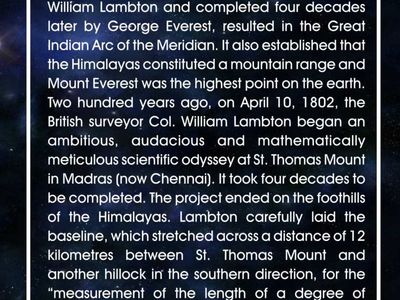 William Lambton and completed four decades
later by George Everest, resulted in the Great
Indian Arc of the Meridian. It also established that
the Himalayas constituted a mountain range and
Mount Everest was the highest point on the earth.
Two hundred years ago, on April 10, 1802, the
British surveyor Col. William Lambton began an
ambitious, audacious and mathematically
meticulous scientific odyssey at St. Thomas Mount
in Madras (now Chennai). It took four decades to
be completed. The project ended on the foothills
of the Himalayas. Lambton carefully laid the
baseline, which stretched across a distance of 12
kilometres between St. Thomas Mount and
another hillock in the southern direction, for the
“measurement of the length of a degree of